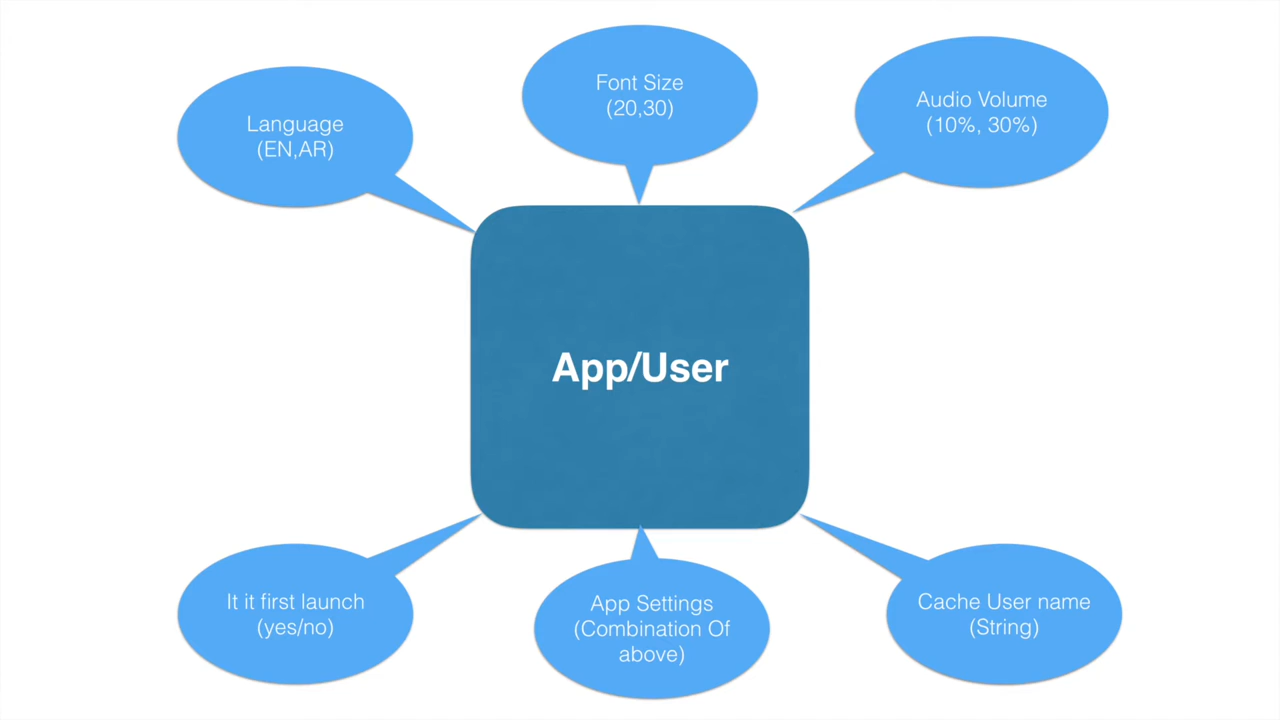 Language
(EN,AR)
Font Size
(20,30)
Audio Volume
(10%, 30%)
App/User
It it first launch
(yes/no)
App Settings
(Combination Of
above)
Cache User name
(String)